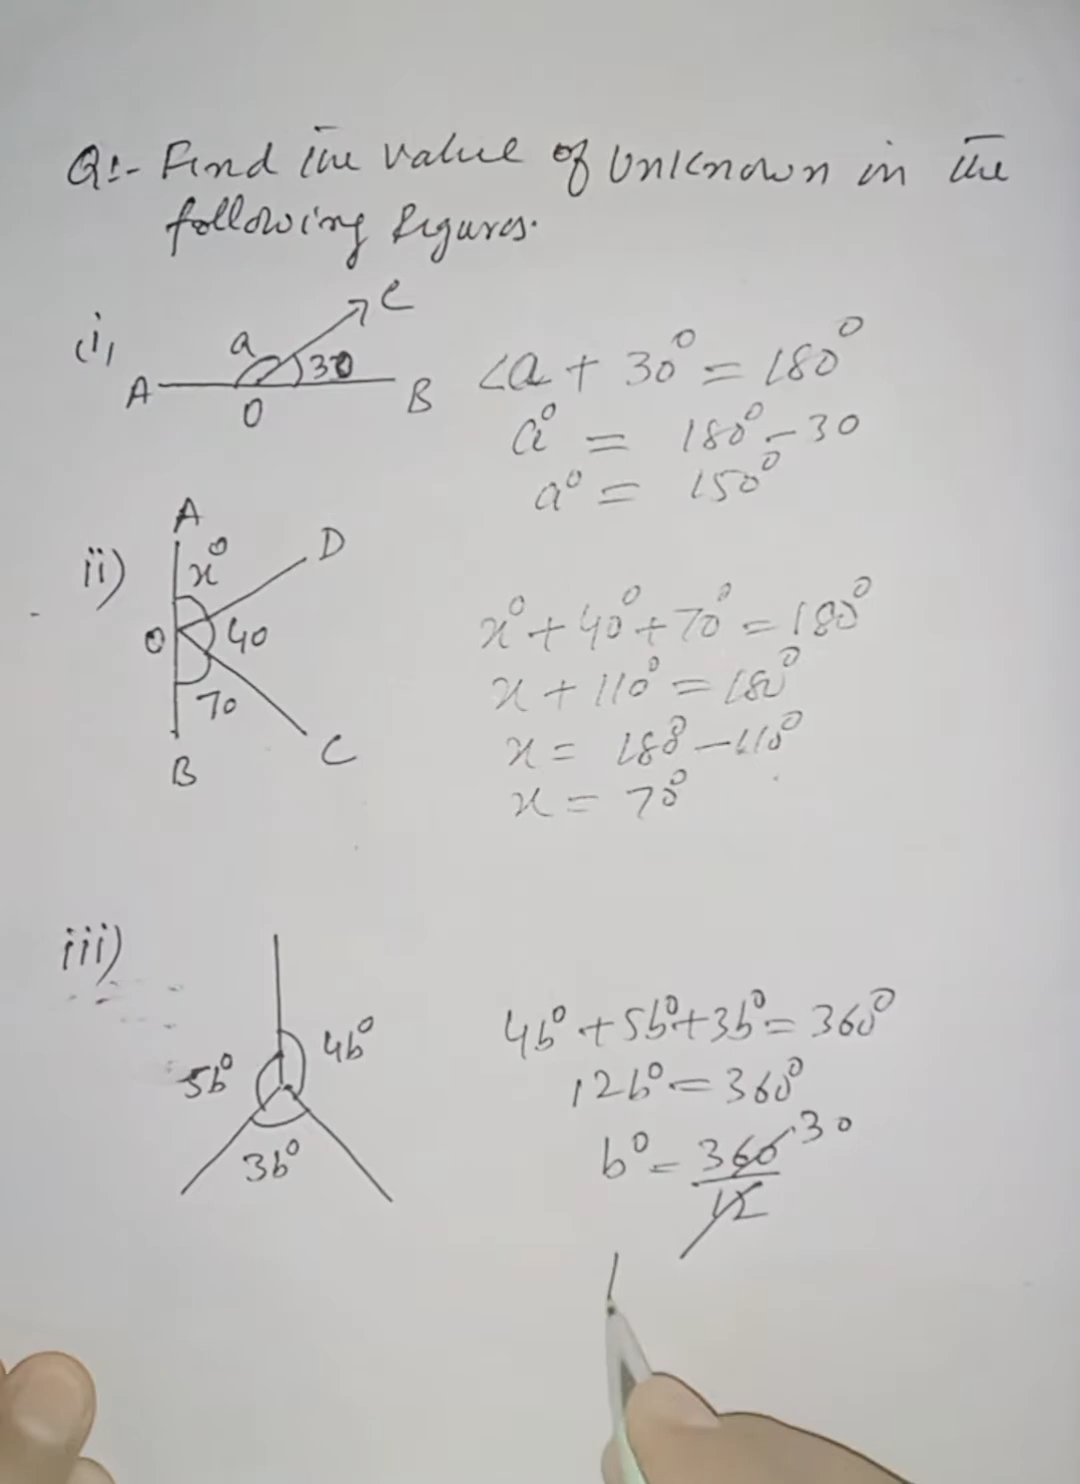 Q:- Find the value of Unknown in the
following figures.
(i)
a
C
30
A
O
B
∠a + 30° = 180°
a° = 180° - 30
a° = 150°
ii)
A
x°
D
O
40
70
C
B
x° + 40° + 70° = 180°
x + 110° = 180°
x = 180° - 110°
x = 70°
iii)
5b°
4b°
3b°
4b° + 5b° + 3b° = 360°
12b° = 360°
b° = 360 30
12